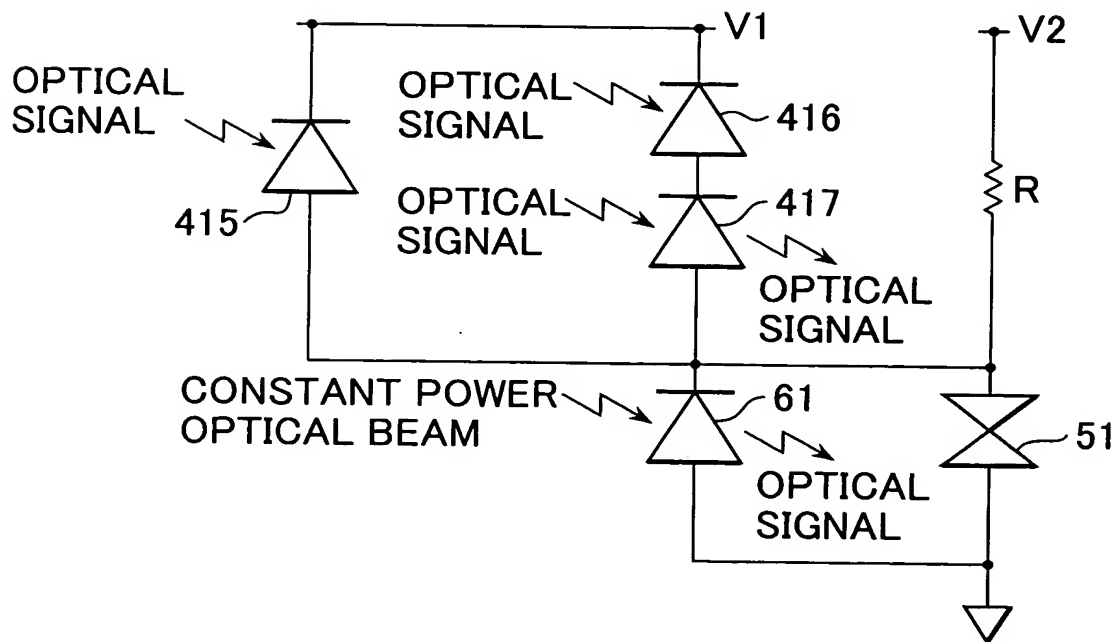 V1
V2
OPTICAL
SIGNAL
OPTICAL
SIGNAL
416
415
OPTICAL
SIGNAL
417
R
OPTICAL
SIGNAL
CONSTANT POWER
OPTICAL BEAM
61
51
OPTICAL
SIGNAL